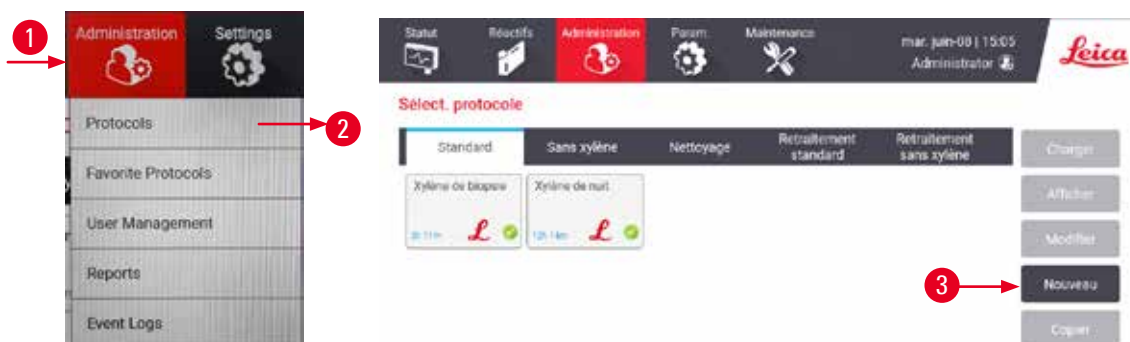 1
Administration
Settings
Protocols
2
Favorite Protocols
User Management
Reports
Event Logs
Statut
Réactifs
Administration
Param.
Maintenance
mar. juin-08 | 15:05
Administrator
Leica
Sélect. protocole
Standard
Sans xylène
Nettoyage
Retraitement
standard
Retraitement
sans xylène
Xylène de biopsie
Xylène de nuit
Charger
Afficher
Modifier
3
Nouveau
Copier